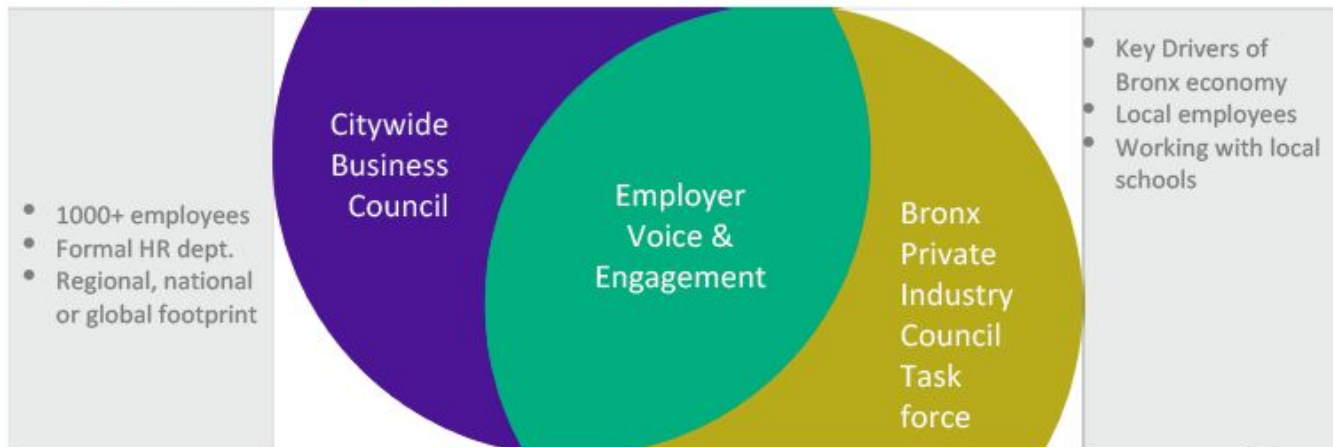 • 1000+ employees
• Formal HR dept.
• Regional, national
or global footprint
Citywide
Business
Council
Employer
Voice &
Engagement
Bronx
Private
Industry
Council
Task
force
• Key Drivers of
Bronx economy
• Local employees
• Working with local
schools